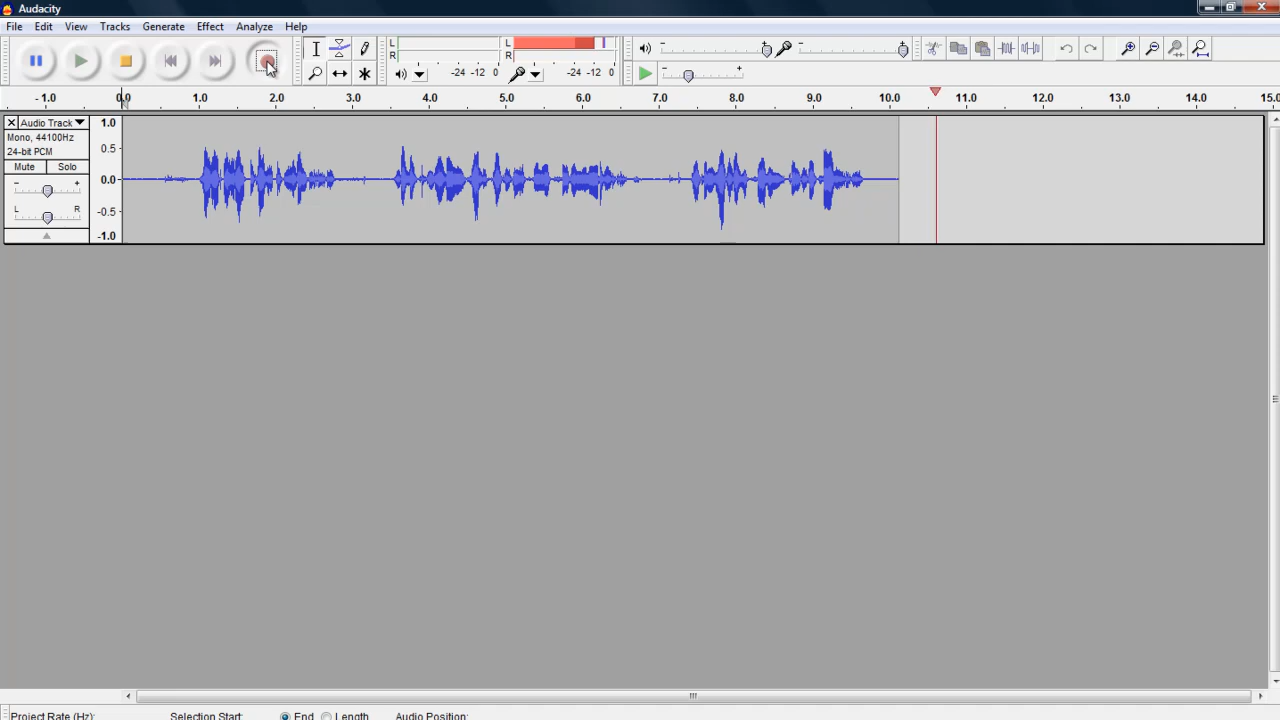 Audacity
File Edit View Tracks Generate Effect Analyze Help
L R -24 -12 0
L R -24 -12 0
- + - +
- +
- 1.0 0.0 1.0 2.0 3.0 4.0 5.0 6.0 7.0 8.0 9.0 10.0 11.0 12.0 13.0 14.0 15.0
X Audio Track
Mono, 44100Hz
24-bit PCM
Mute Solo
- +
L R
1.0
0.5
0.0
-0.5
-1.0
Project Rate (Hz): Selection Start: End Length Audio Position: